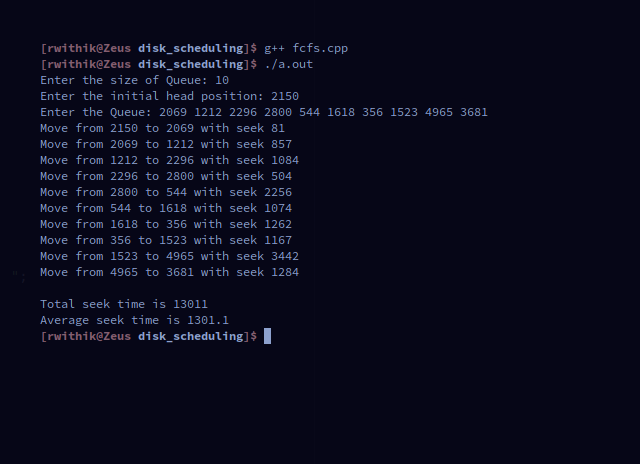 [rwithik@Zeus disk_scheduling]$ g++ fcfs.cpp
[rwithik@Zeus disk_scheduling]$ ./a.out
Enter the size of Queue: 10
Enter the initial head position: 2150
Enter the Queue: 2069 1212 2296 2800 544 1618 356 1523 4965 3681
Move from 2150 to 2069 with seek 81
Move from 2069 to 1212 with seek 857
Move from 1212 to 2296 with seek 1084
Move from 2296 to 2800 with seek 504
Move from 2800 to 544 with seek 2256
Move from 544 to 1618 with seek 1074
Move from 1618 to 356 with seek 1262
Move from 356 to 1523 with seek 1167
Move from 1523 to 4965 with seek 3442
Move from 4965 to 3681 with seek 1284
Total seek time is 13011
Average seek time is 1301.1
[rwithik@Zeus disk_scheduling]$